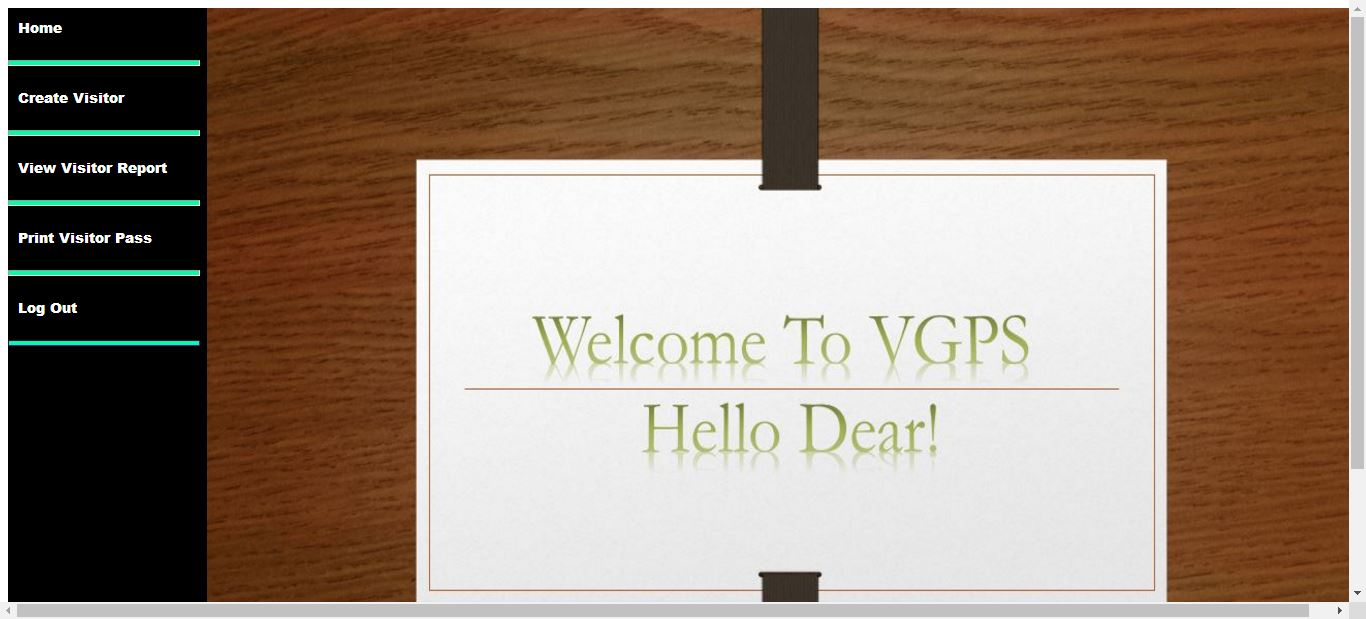 Home
Create Visitor
View Visitor Report
Print Visitor Pass
Log Out
Welcome To VGPS
Hello Dear!